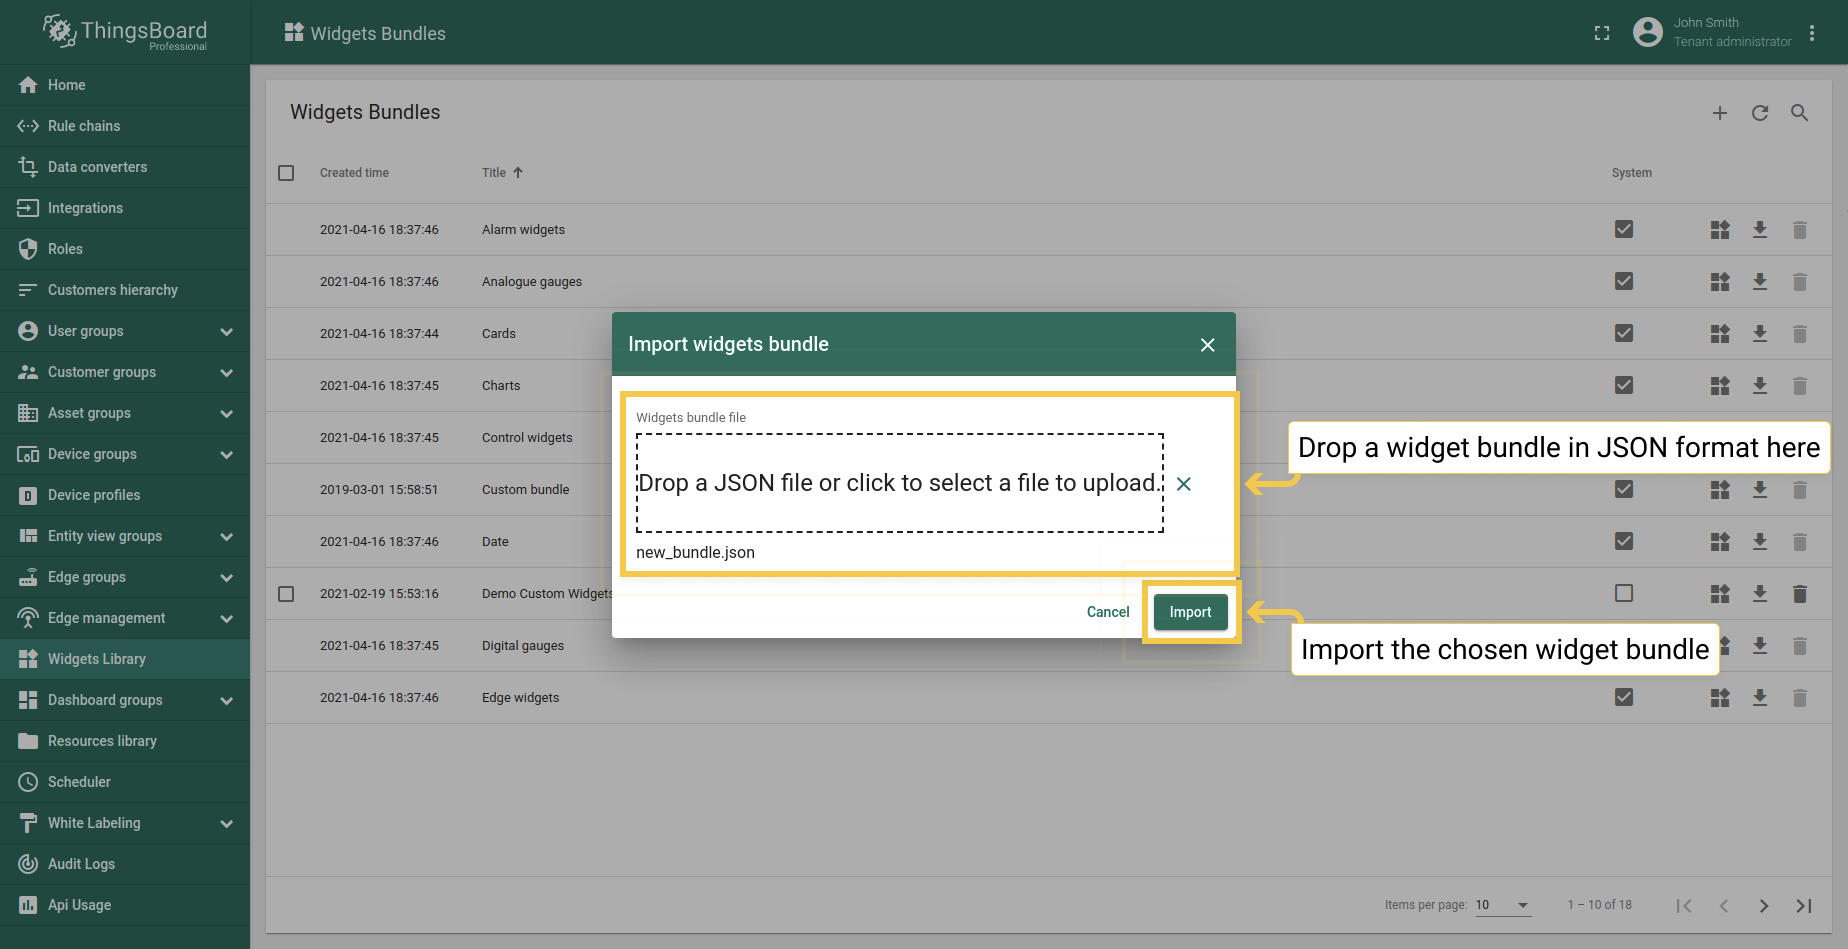 ThingsBoard
Professional
Widgets Bundles
John Smith
Tenant administrator
Home
Rule chains
Data converters
Integrations
Roles
Customers hierarchy
User groups
Customer groups
Asset groups
Device groups
Device profiles
Entity view groups
Edge groups
Edge management
Widgets Library
Dashboard groups
Resources library
Scheduler
White Labeling
Audit Logs
Api Usage
Widgets Bundles
Created time Title System
2021-04-16 18:37:46 Alarm widgets
2021-04-16 18:37:46 Analogue gauges
2021-04-16 18:37:44 Cards
2021-04-16 18:37:45 Charts
2021-04-16 18:37:45 Control widgets
2019-03-01 15:58:51 Custom bundle
2021-04-16 18:37:46 Date
2021-02-19 15:53:16 Demo Custom Widgets
2021-04-16 18:37:45 Digital gauges
2021-04-16 18:37:46 Edge widgets
Import widgets bundle
Widgets bundle file
Drop a JSON file or click to select a file to upload.
new_bundle.json
Cancel Import
Drop a widget bundle in JSON format here
Import the chosen widget bundle
Items per page: 10 1 – 10 of 18